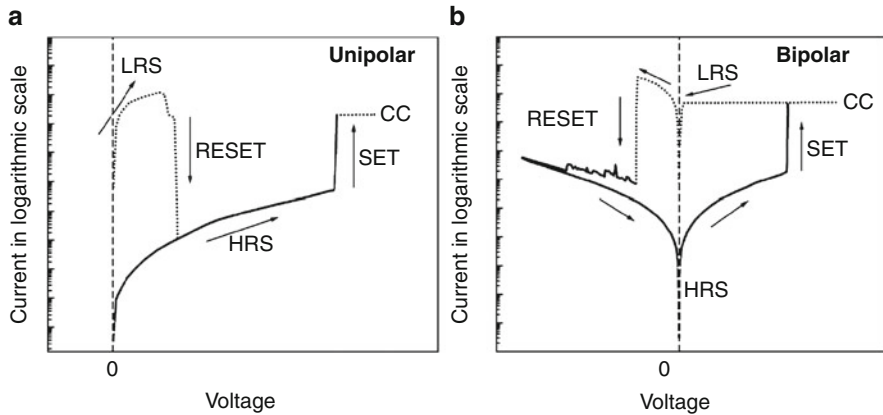 a
Unipolar
LRS
CC
RESET
SET
HRS
Current in logarithmic scale
0
Voltage
b
Bipolar
LRS
CC
RESET
SET
HRS
Current in logarithmic scale
0
Voltage